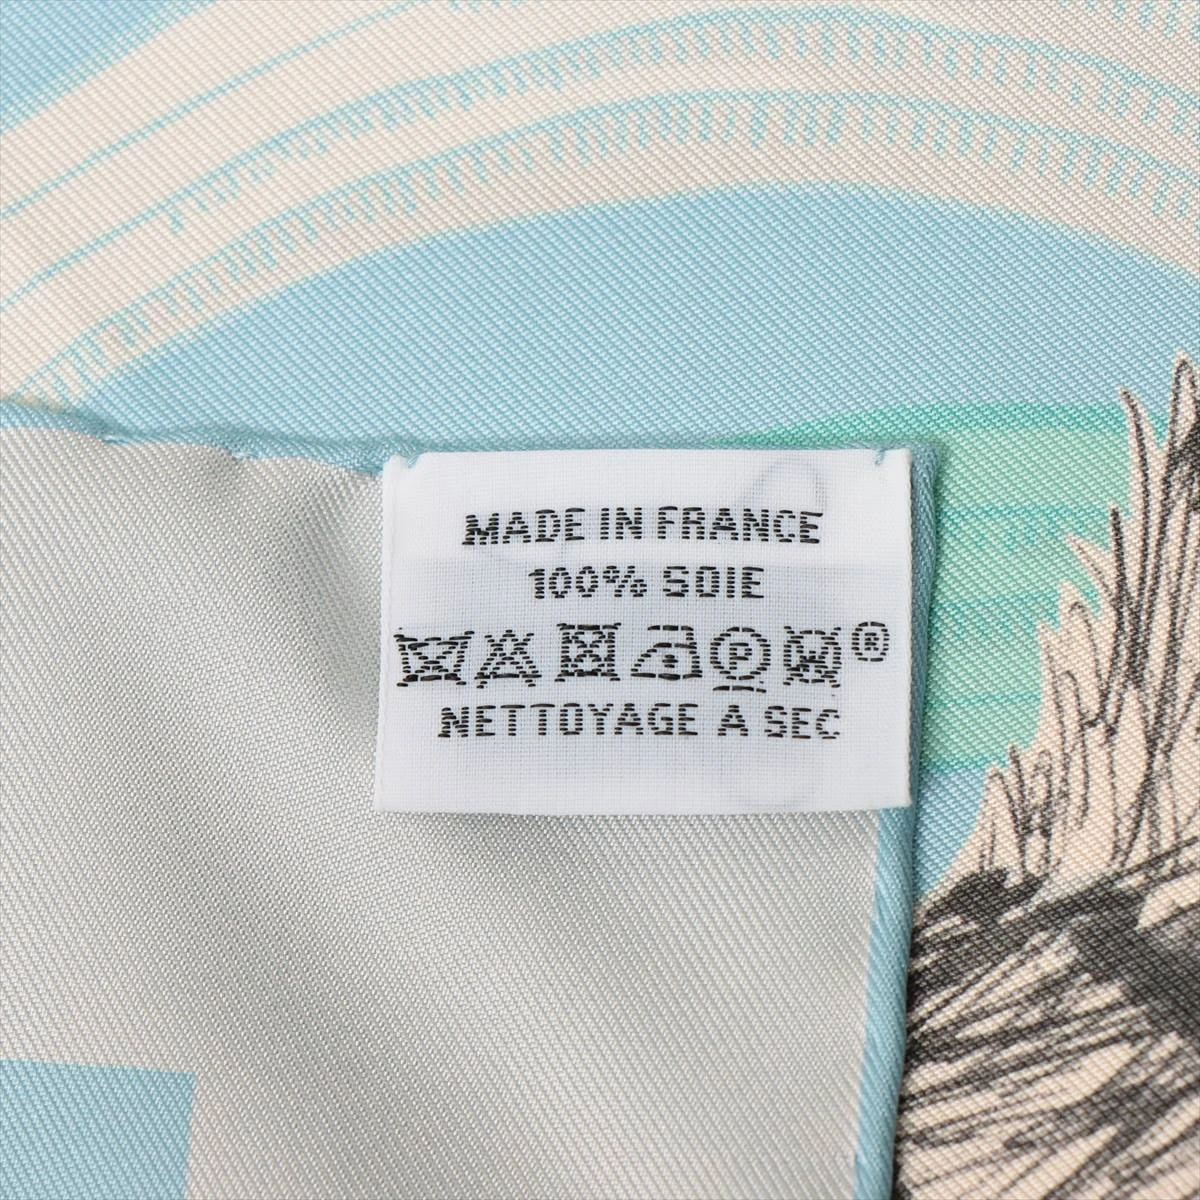 MADE IN FRANCE
100% SOIE
P W ®
NETTOYAGE A SEC